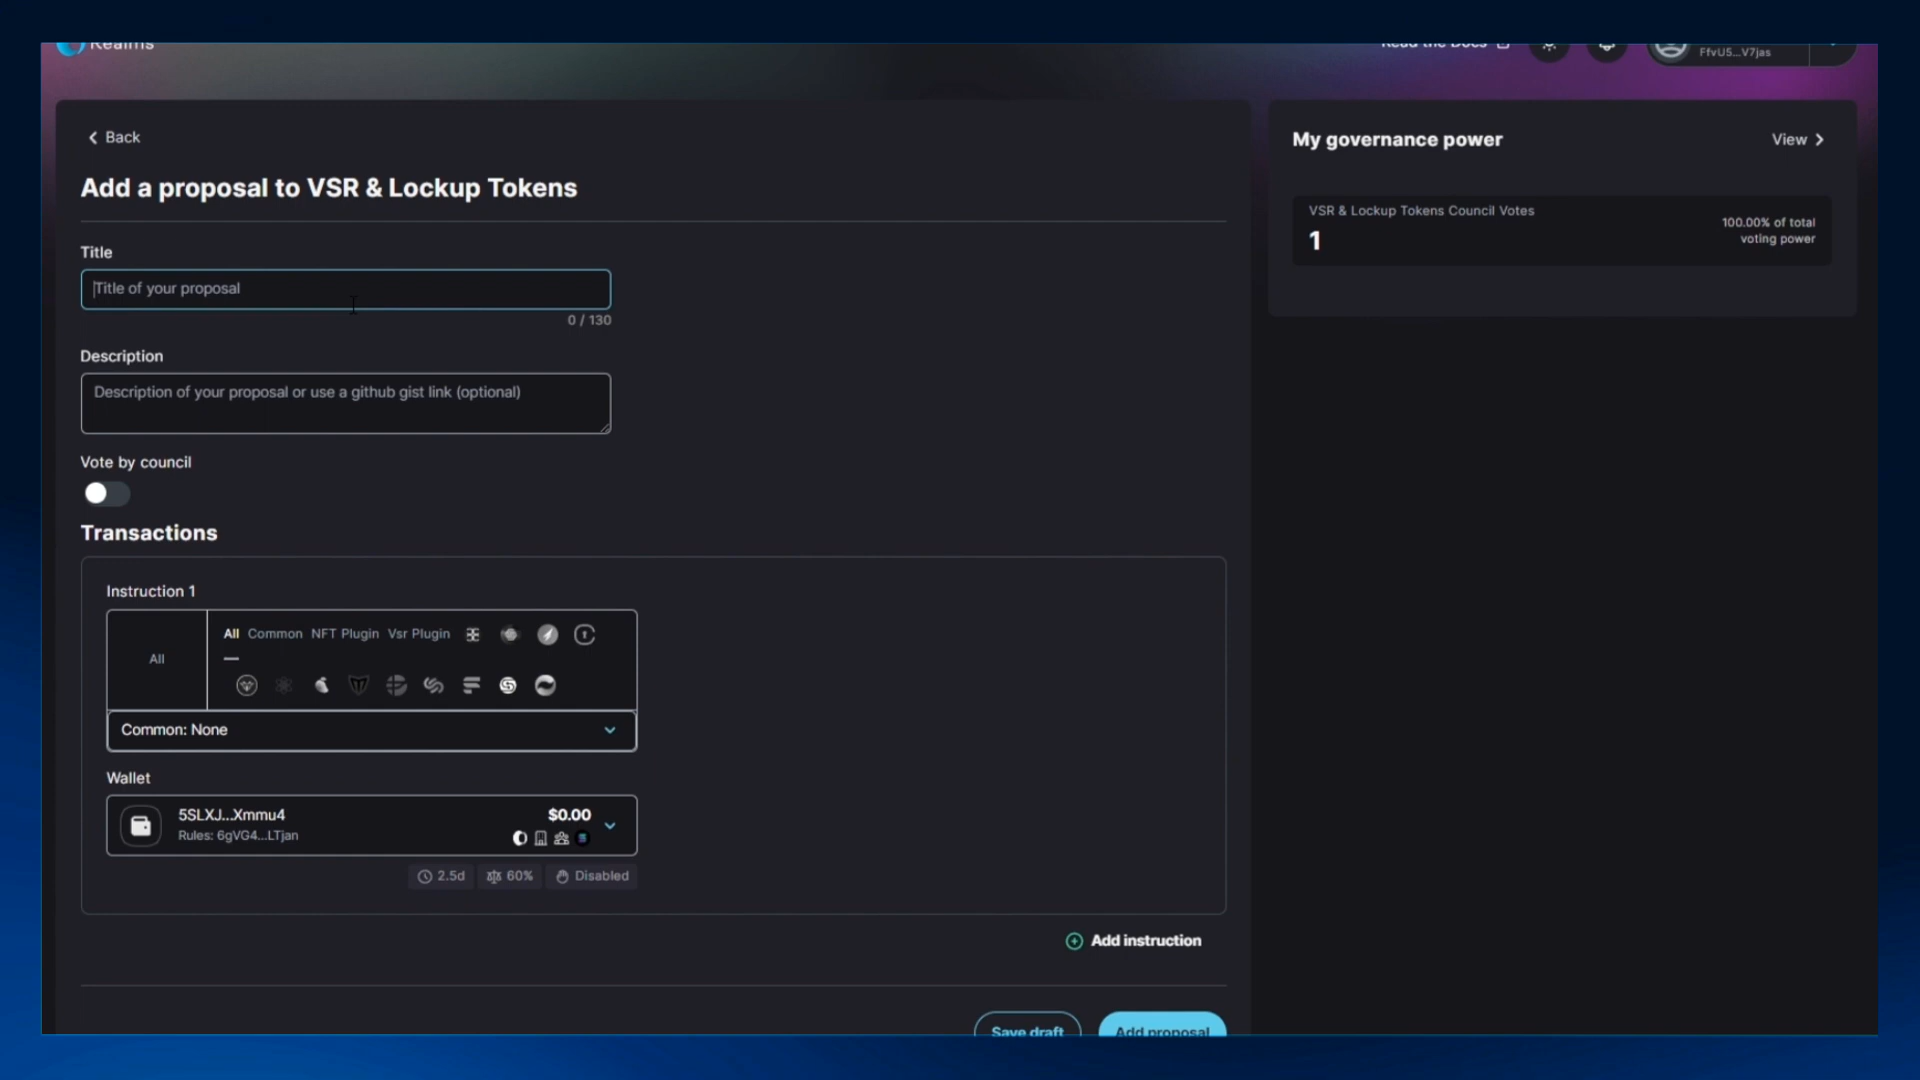 Realms
Read the Docs
FfvU5...V7jas
Back
Add a proposal to VSR & Lockup Tokens
Title
Title of your proposal
0 / 130
Description
Description of your proposal or use a github gist link (optional)
Vote by council
Transactions
Instruction 1
All
All Common NFT Plugin Vsr Plugin
Common: None
Wallet
5SLXJ...Xmmu4
$0.00
Rules: 6gVG4...LTjan
2.5d 60% Disabled
Add instruction
Save draft Add proposal
My governance power
View
VSR & Lockup Tokens Council Votes
1
100.00% of total
voting power